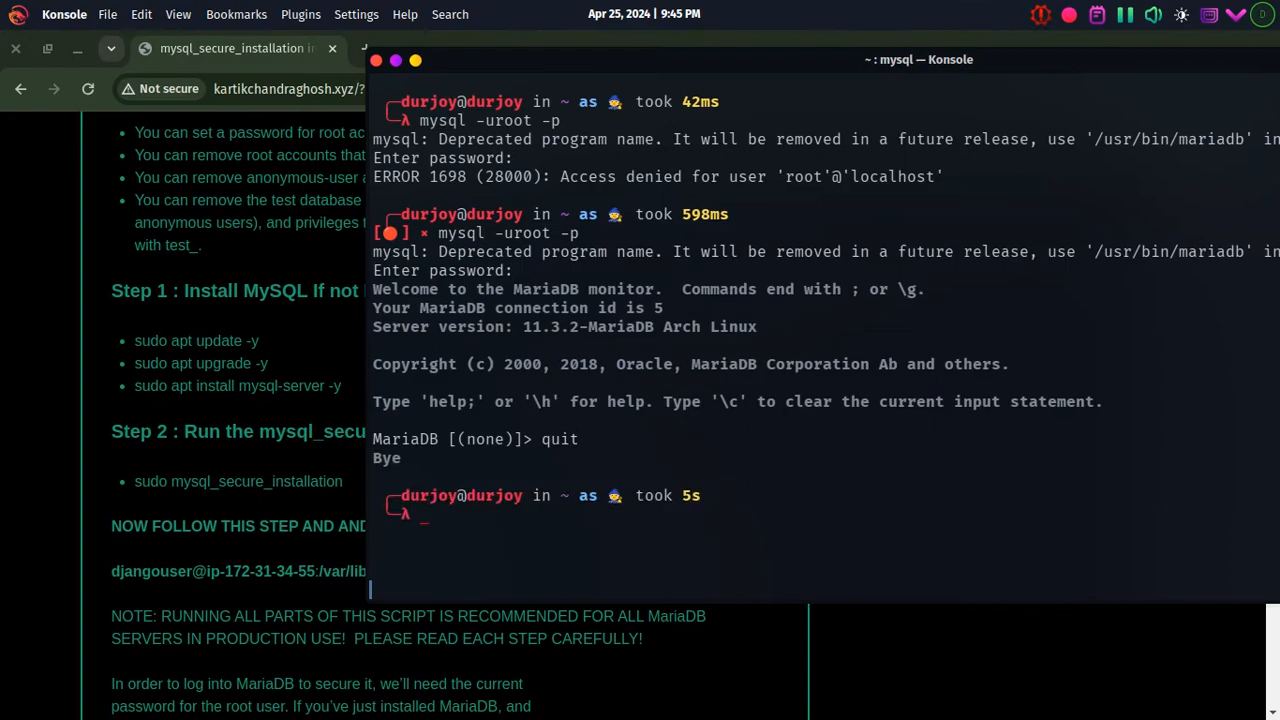 Konsole File Edit View Bookmarks Plugins Settings Help Search Apr 25, 2024 | 9:45 PM
mysql_secure_installation in
~ : mysql — Konsole
Not secure kartikchandraghosh.xyz/?
You can set a password for root ac
You can remove root accounts that
You can remove anonymous-user a
You can remove the test database
anonymous users), and privileges t
with test_.
Step 1 : Install MySQL If not
sudo apt update -y
sudo apt upgrade -y
sudo apt install mysql-server -y
Step 2 : Run the mysql_secu
sudo mysql_secure_installation
NOW FOLLOW THIS STEP AND AND
djangouser@ip-172-31-34-55:/var/lib
NOTE: RUNNING ALL PARTS OF THIS SCRIPT IS RECOMMENDED FOR ALL MariaDB
SERVERS IN PRODUCTION USE!  PLEASE READ EACH STEP CAREFULLY!
In order to log into MariaDB to secure it, we’ll need the current
password for the root user. If you’ve just installed MariaDB, and
durjoy@durjoy in ~ as 🧙 took 42ms
λ mysql -uroot -p
mysql: Deprecated program name. It will be removed in a future release, use '/usr/bin/mariadb' in
Enter password:
ERROR 1698 (28000): Access denied for user 'root'@'localhost'
durjoy@durjoy in ~ as 🧙 took 598ms
[🔴] × mysql -uroot -p
mysql: Deprecated program name. It will be removed in a future release, use '/usr/bin/mariadb' in
Enter password:
Welcome to the MariaDB monitor.  Commands end with ; or \g.
Your MariaDB connection id is 5
Server version: 11.3.2-MariaDB Arch Linux
Copyright (c) 2000, 2018, Oracle, MariaDB Corporation Ab and others.
Type 'help;' or '\h' for help. Type '\c' to clear the current input statement.
MariaDB [(none)]> quit
Bye
durjoy@durjoy in ~ as 🧙 took 5s
λ _